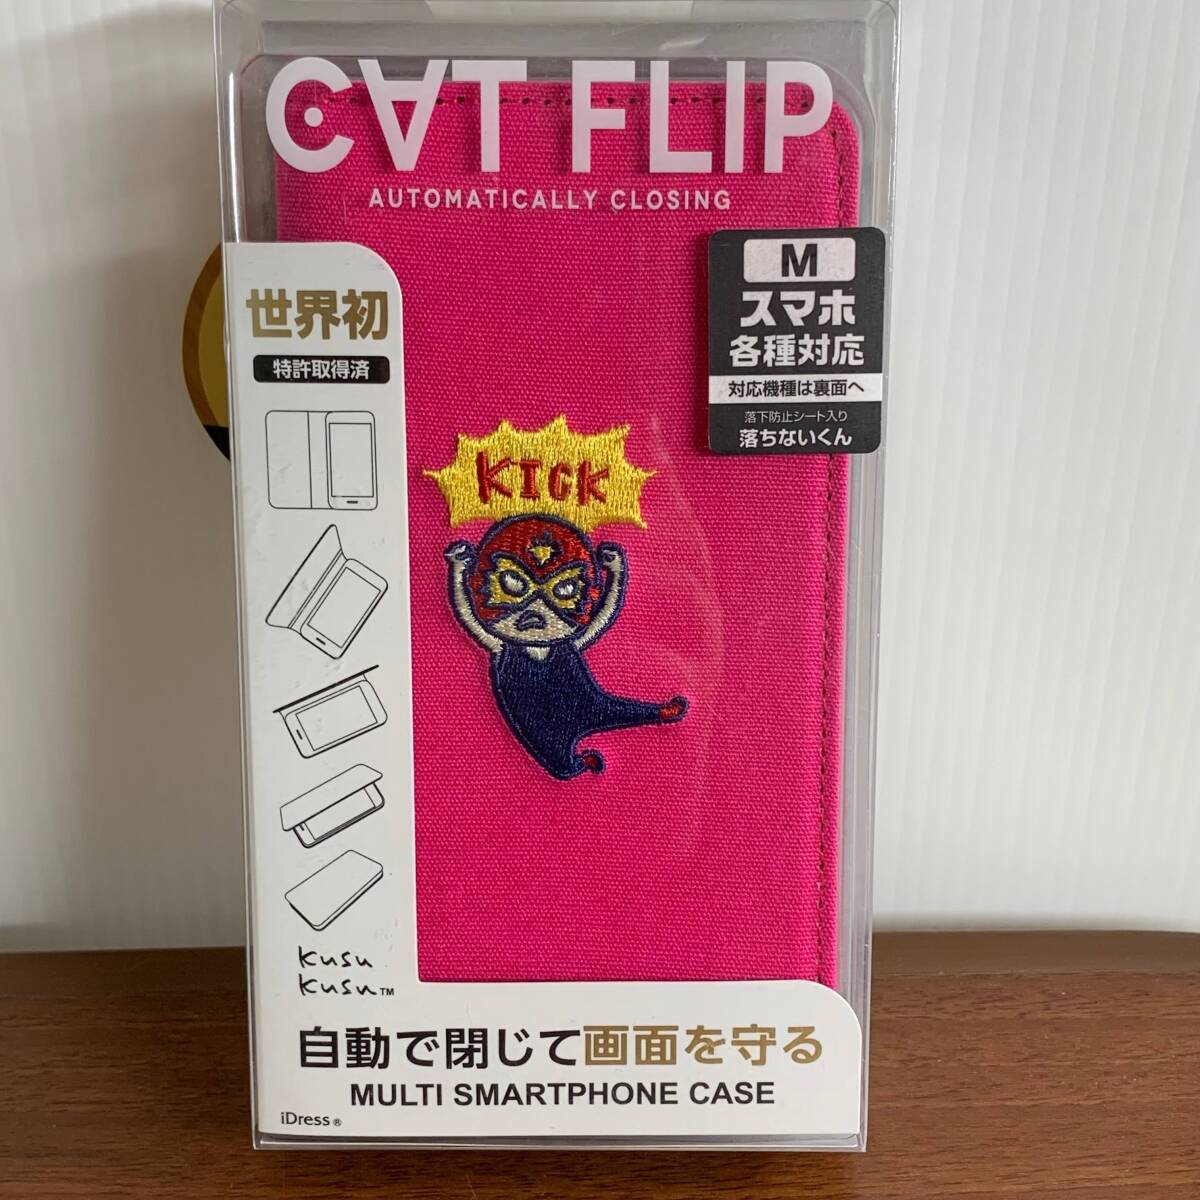 CAT FLIP
AUTOMATICALLY CLOSING
世界初
特許取得済
M
スマホ
各種対応
対応機種は裏面へ
落下防止シート入り
落ちないくん
KICK
kusu
kusu™
自動で閉じて画面を守る
MULTI SMARTPHONE CASE
iDress®